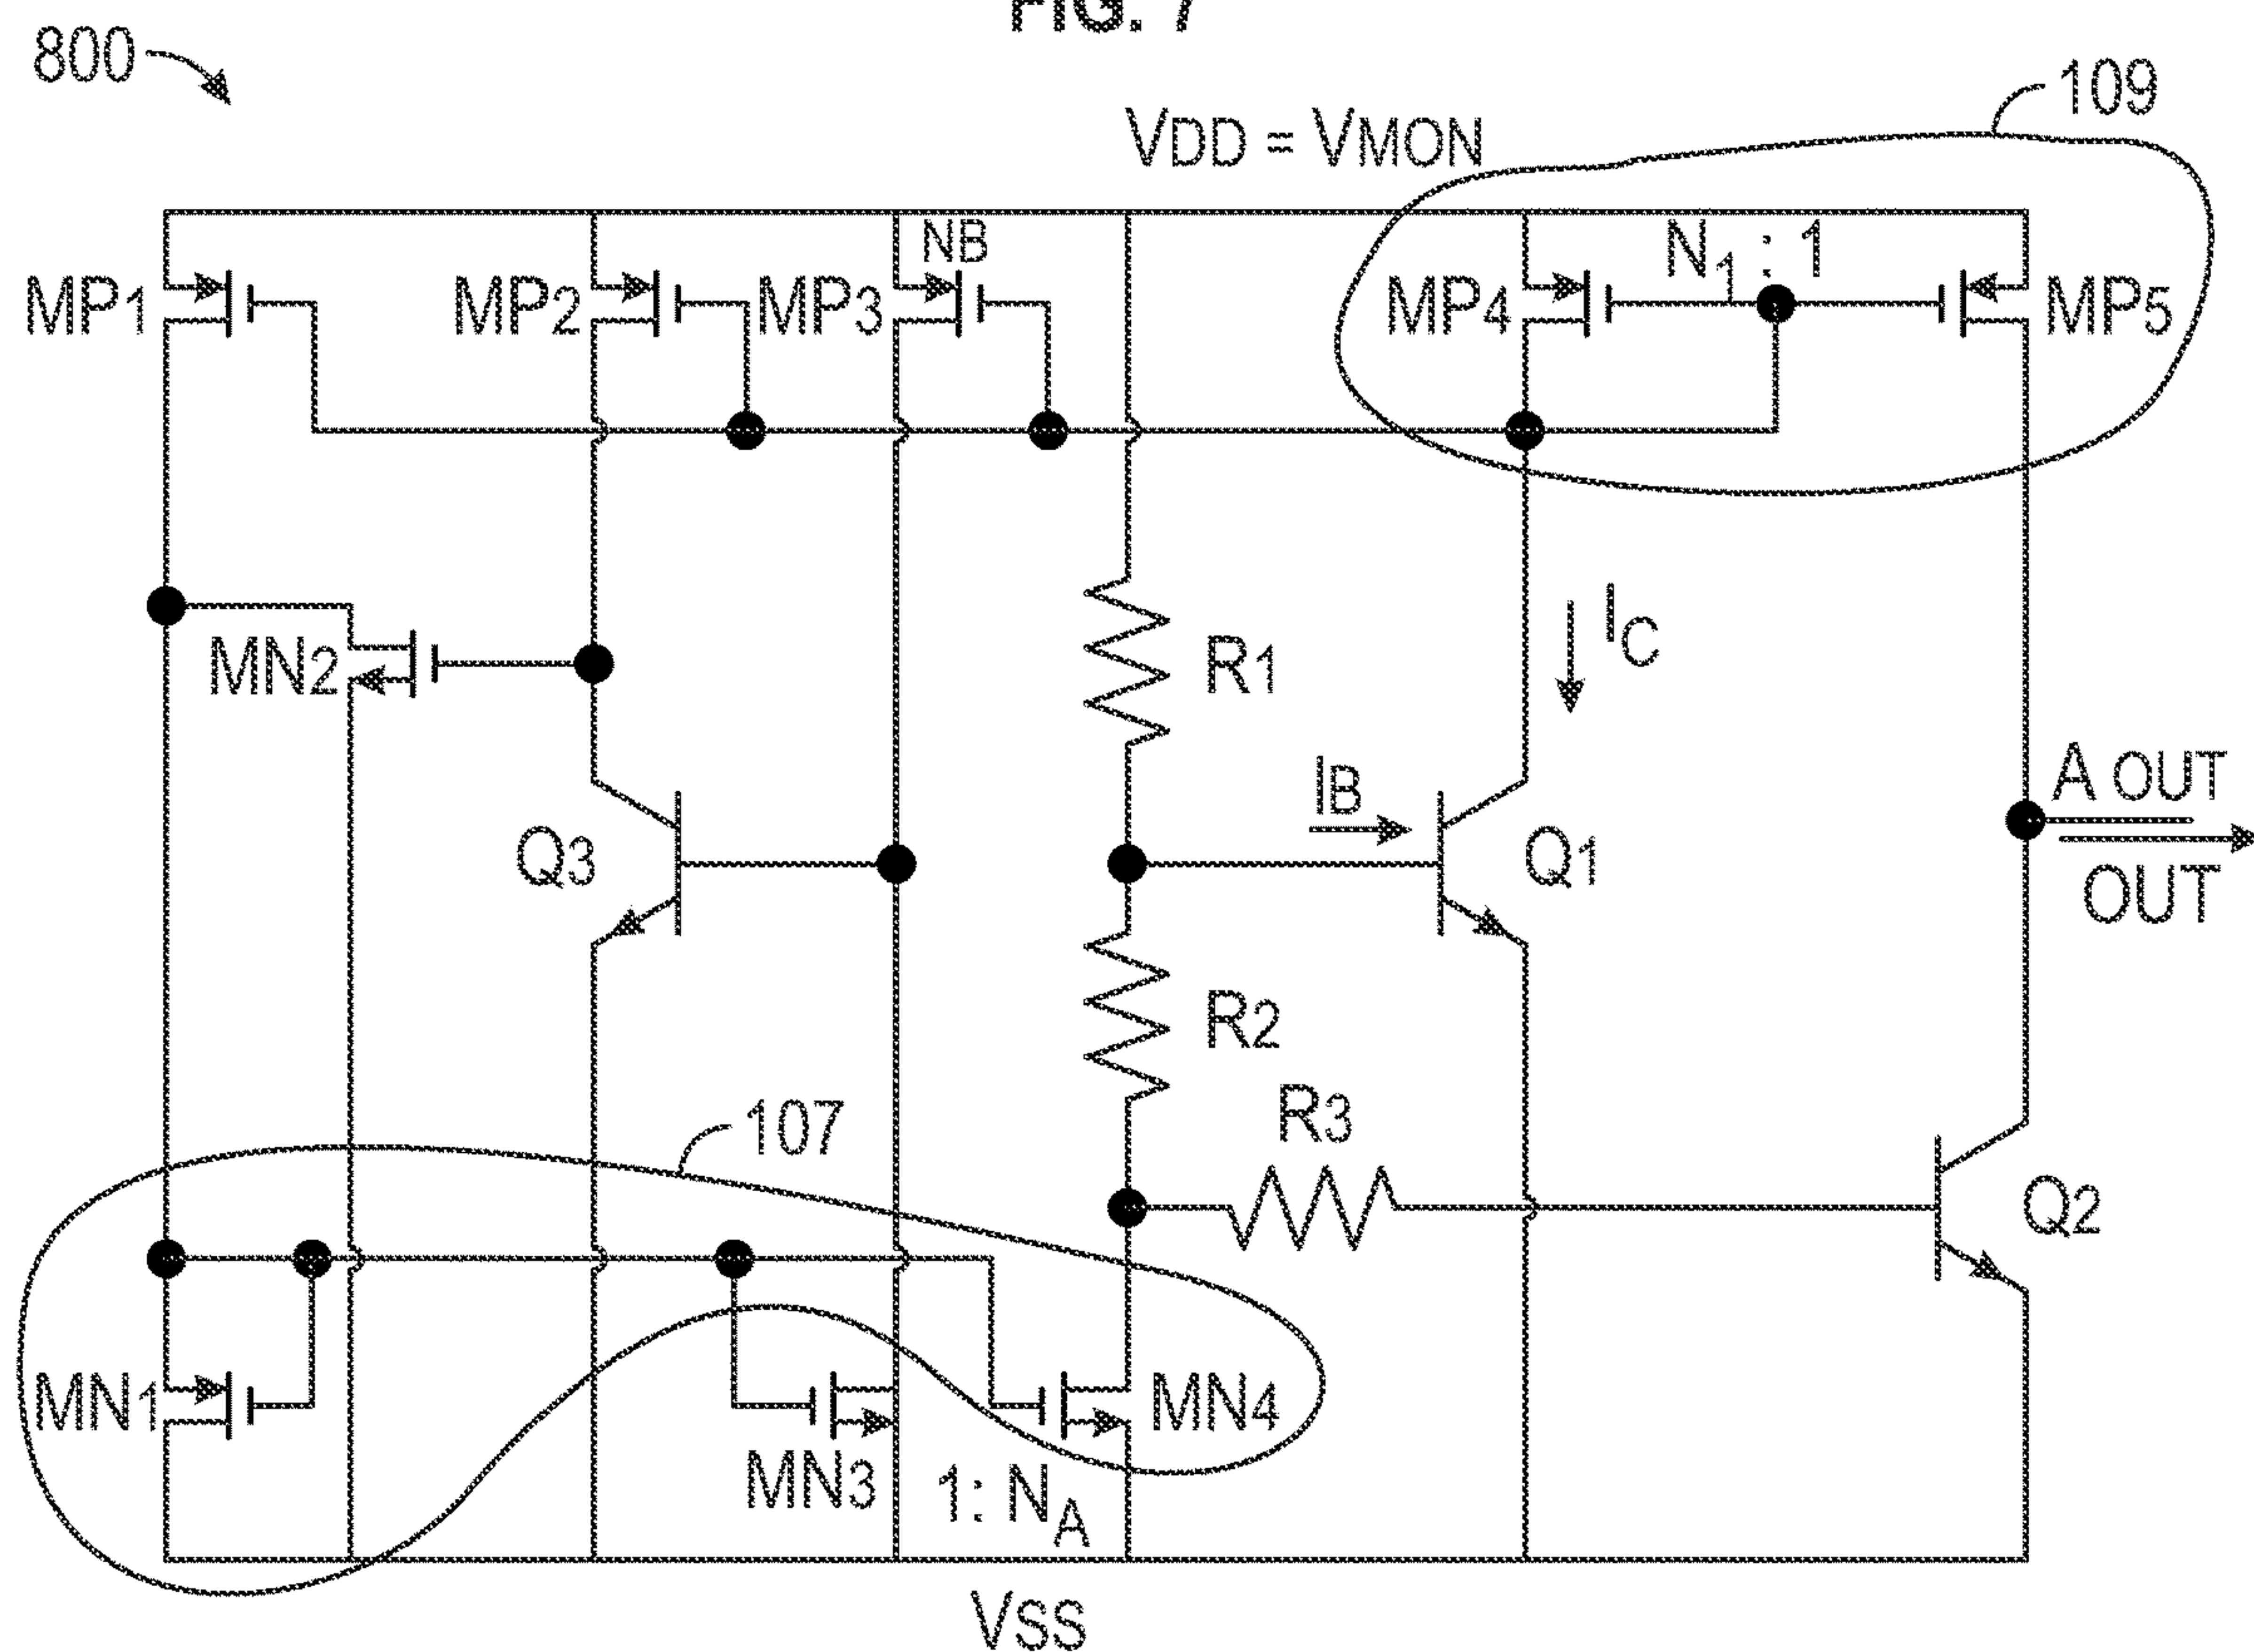 FIG. 7
800
109
VDD = VMON
NB
N1 : 1
MP1
MP2
MP3
MP4
MP5
MN2
R1
IC
IB
A OUT
OUT
Q3
Q1
R2
R3
107
Q2
MN1
MN4
MN3
1: NA
VSS